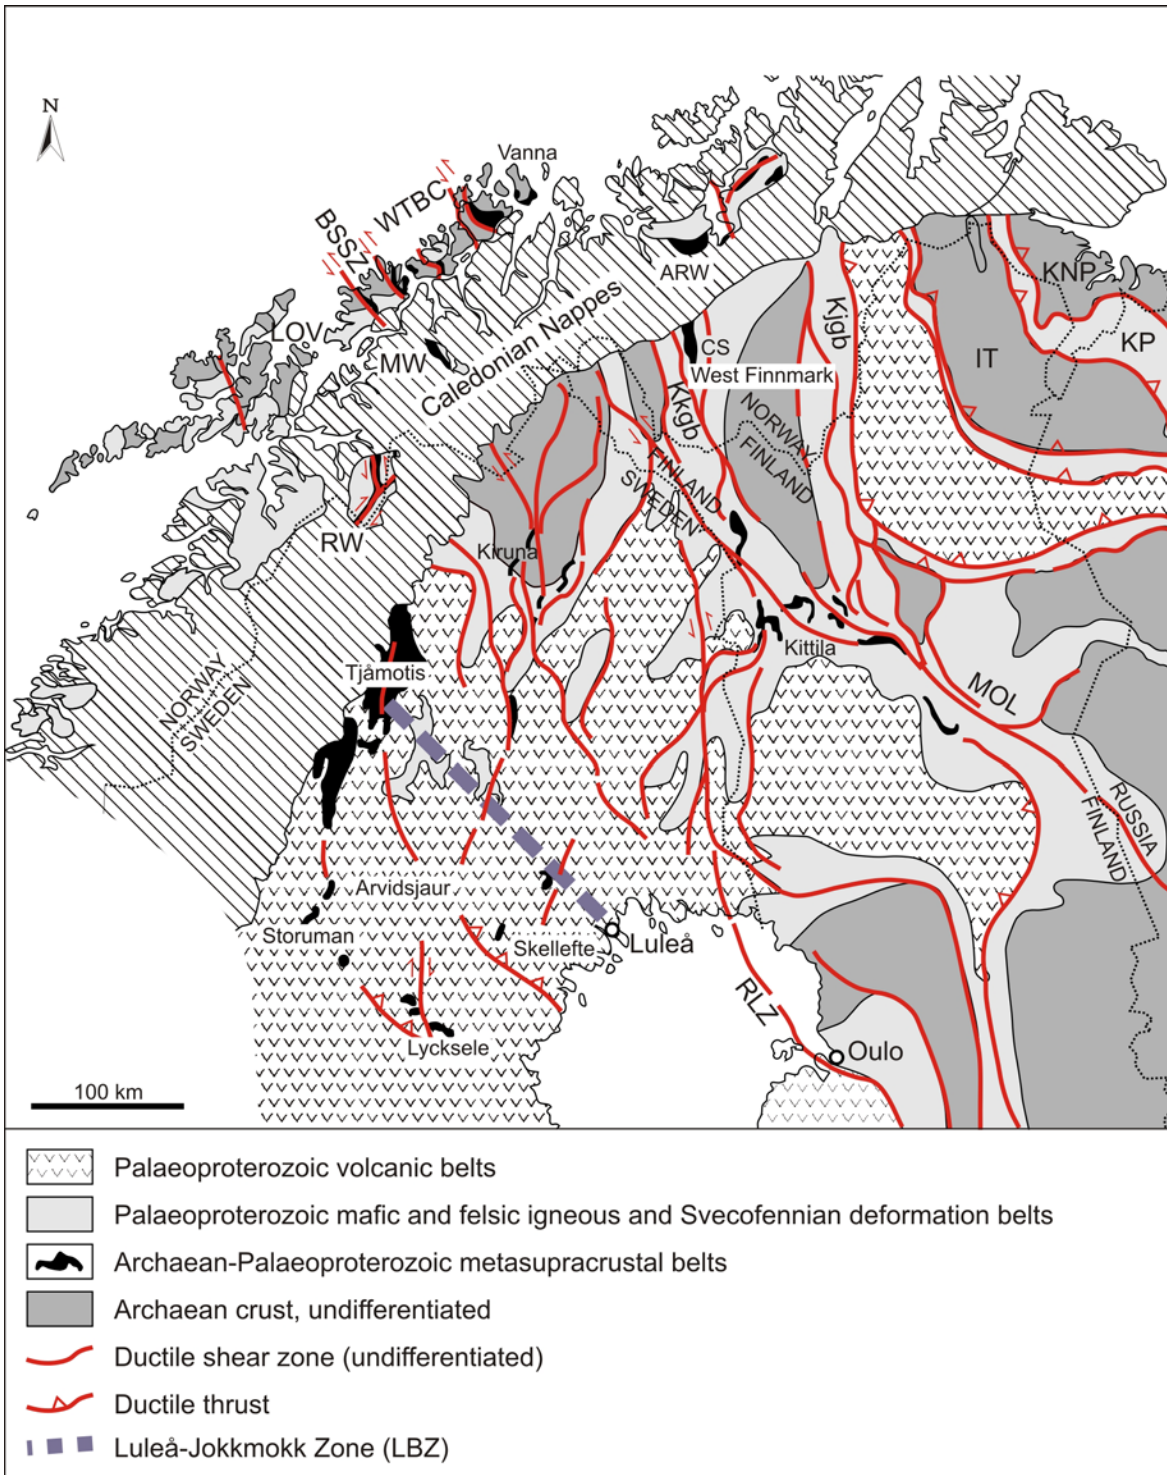 N
Vanna
WTBC
BSSZ
LOV
MW
ARW
Caledonian Nappes
CS
West Finnmark
Kjgb
Kkgb
KNP
KP
IT
NORWAY
FINLAND
FINLAND
SWEDEN
RW
Kiruna
Kittila
Tjåmotis
NORWAY
SWEDEN
MOL
RUSSIA
FINLAND
Arvidsjaur
Storuman
Skellefte
Luleå
RLZ
Oulo
Lycksele
100 km
Palaeoproterozoic volcanic belts
Palaeoproterozoic mafic and felsic igneous and Svecofennian deformation belts
Archaean-Palaeoproterozoic metasupracrustal belts
Archaean crust, undifferentiated
Ductile shear zone (undifferentiated)
Ductile thrust
Luleå-Jokkmokk Zone (LBZ)